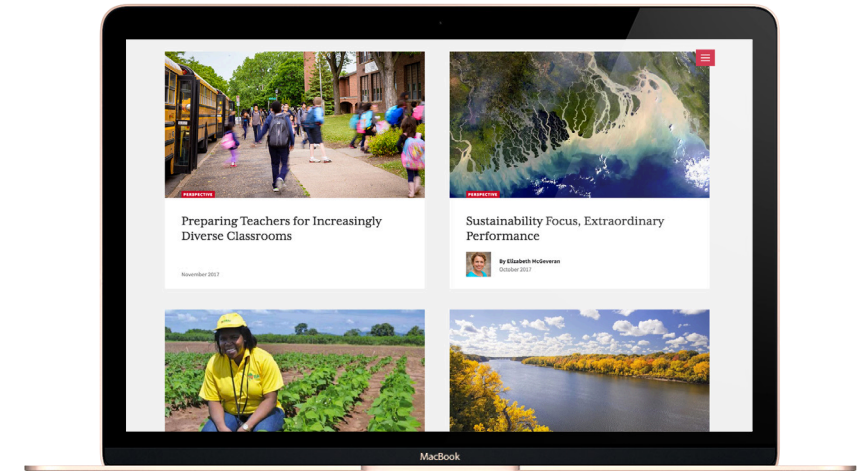 PERSPECTIVE
Preparing Teachers for Increasingly
Diverse Classrooms
November 2017
PERSPECTIVE
Sustainability Focus, Extraordinary
Performance
By Elizabeth McGeveran
October 2017
MacBook